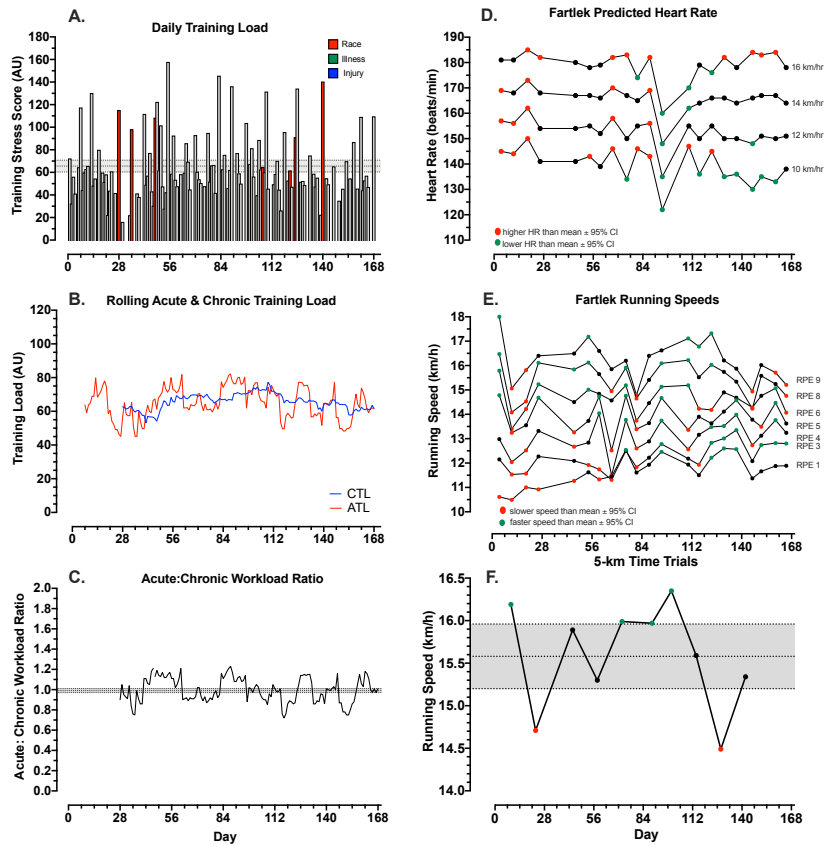 A.
Daily Training Load
Training Stress Score (AU)
180
160
140
120
100
80
60
40
20
0
Race
Illness
Injury
0 28 56 84 112 140 168
B.
Rolling Acute & Chronic Training Load
Training Load (AU)
120
100
80
60
40
20
0
CTL
ATL
0 28 56 84 112 140 168
C.
Acute:Chronic Workload Ratio
Acute: Chronic Workload Ratio
2.0
1.8
1.6
1.4
1.2
1.0
0.8
0.6
0.4
0.2
0.0
0 28 56 84 112 140 168
Day
D.
Fartlek Predicted Heart Rate
Heart Rate (beats/min)
190
180
170
160
150
140
130
120
110
16 km/hr
14 km/hr
12 km/hr
10 km/hr
higher HR than mean ± 95% CI
lower HR than mean ± 95% CI
0 28 56 84 112 140 168
E.
Fartlek Running Speeds
Running Speed (km/h)
18
17
16
15
14
13
12
11
10
RPE 9
RPE 8
RPE 6
RPE 5
RPE 4
RPE 3
RPE 1
slower speed than mean ± 95% CI
faster speed than mean ± 95% CI
0 28 56 84 112 140 168
5-km Time Trials
F.
Running Speed (km/h)
16.5
16.0
15.5
15.0
14.5
14.0
0 28 56 84 112 140 168
Day